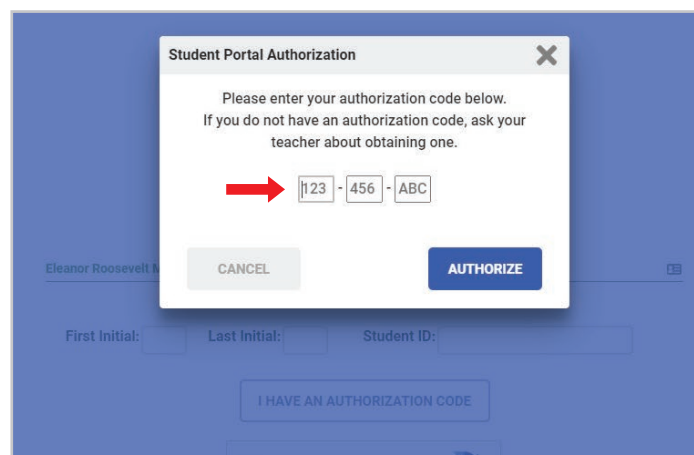 Student Portal Authorization
Please enter your authorization code below.
If you do not have an authorization code, ask your
teacher about obtaining one.
123 - 456 - ABC
CANCEL AUTHORIZE
Eleanor Roosevelt
First Initial: Last Initial: Student ID:
I HAVE AN AUTHORIZATION CODE